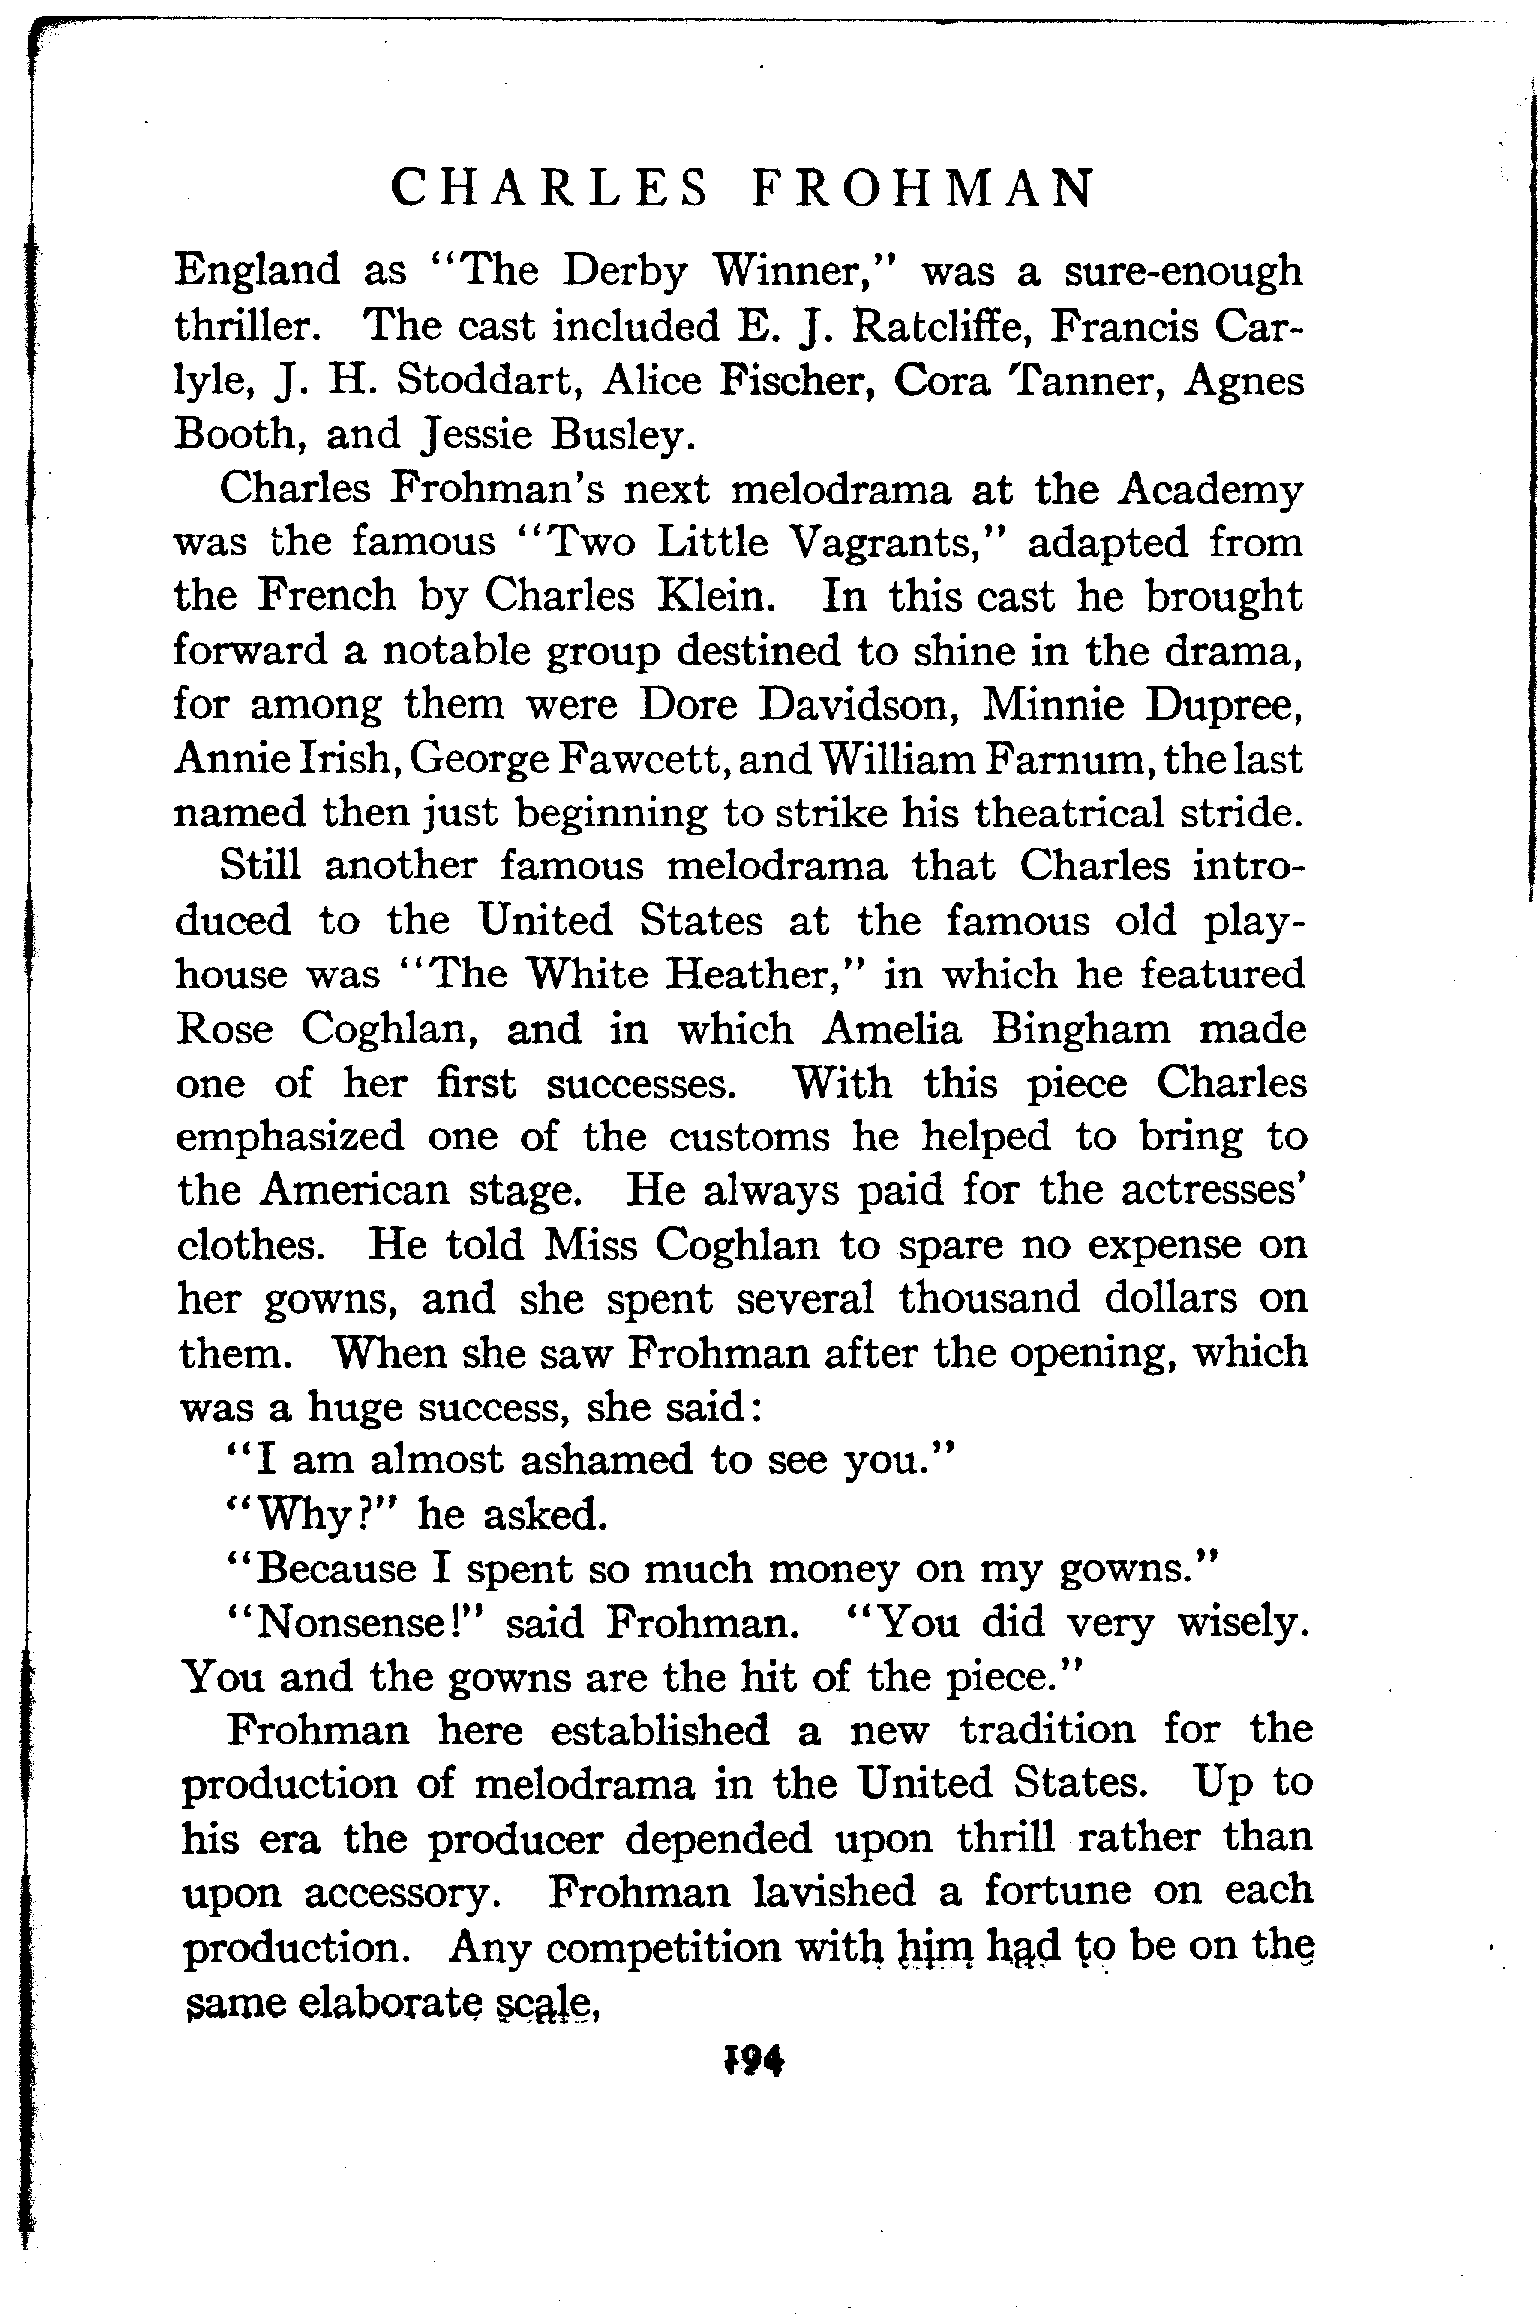 CHARLES FROHMAN
England as "The Derby Winner," was a sure-enough
thriller. The cast included E. J. Ratcliffe, Francis Car-
lyle, J. H. Stoddart, Alice Fischer, Cora Tanner, Agnes
Booth, and Jessie Busley.
Charles Frohman's next melodrama at the Academy
was the famous "Two Little Vagrants," adapted from
the French by Charles Klein. In this cast he brought
forward a notable group destined to shine in the drama,
for among them were Dore Davidson, Minnie Dupree,
Annie Irish, George Fawcett, and William Farnum, the last
named then just beginning to strike his theatrical stride.
Still another famous melodrama that Charles intro-
duced to the United States at the famous old play-
house was "The White Heather," in which he featured
Rose Coghlan, and in which Amelia Bingham made
one of her first successes. With this piece Charles
emphasized one of the customs he helped to bring to
the American stage. He always paid for the actresses'
clothes. He told Miss Coghlan to spare no expense on
her gowns, and she spent several thousand dollars on
them. When she saw Frohman after the opening, which
was a huge success, she said:
"I am almost ashamed to see you."
"Why?" he asked.
"Because I spent so much money on my gowns."
"Nonsense!" said Frohman. "You did very wisely.
You and the gowns are the hit of the piece."
Frohman here established a new tradition for the
production of melodrama in the United States. Up to
his era the producer depended upon thrill rather than
upon accessory. Frohman lavished a fortune on each
production. Any competition with him had to be on the
same elaborate scale,
194